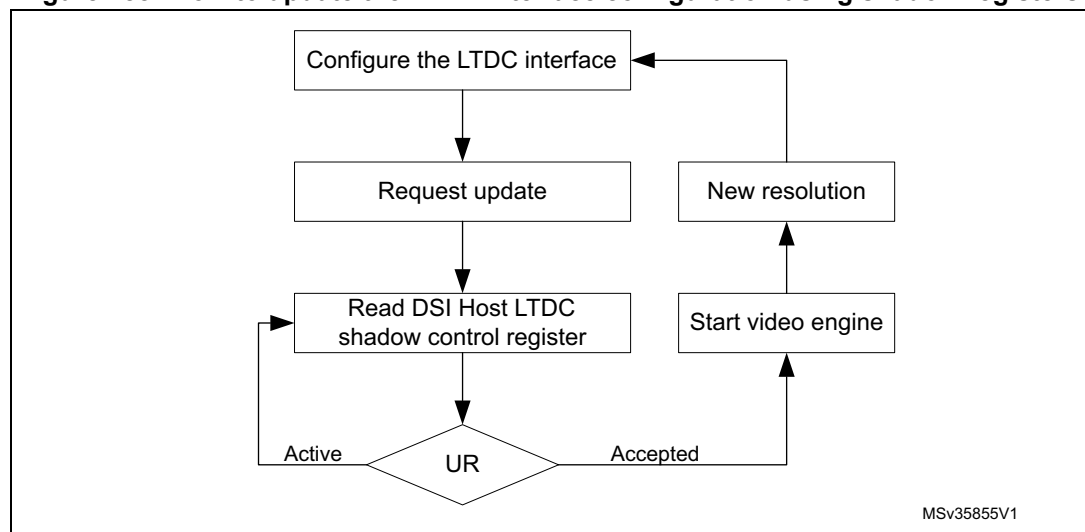 Configure the LTDC interface
Request update
New resolution
Read DSI Host LTDC
shadow control register
Start video engine
Active
UR
Accepted
MSv35855V1